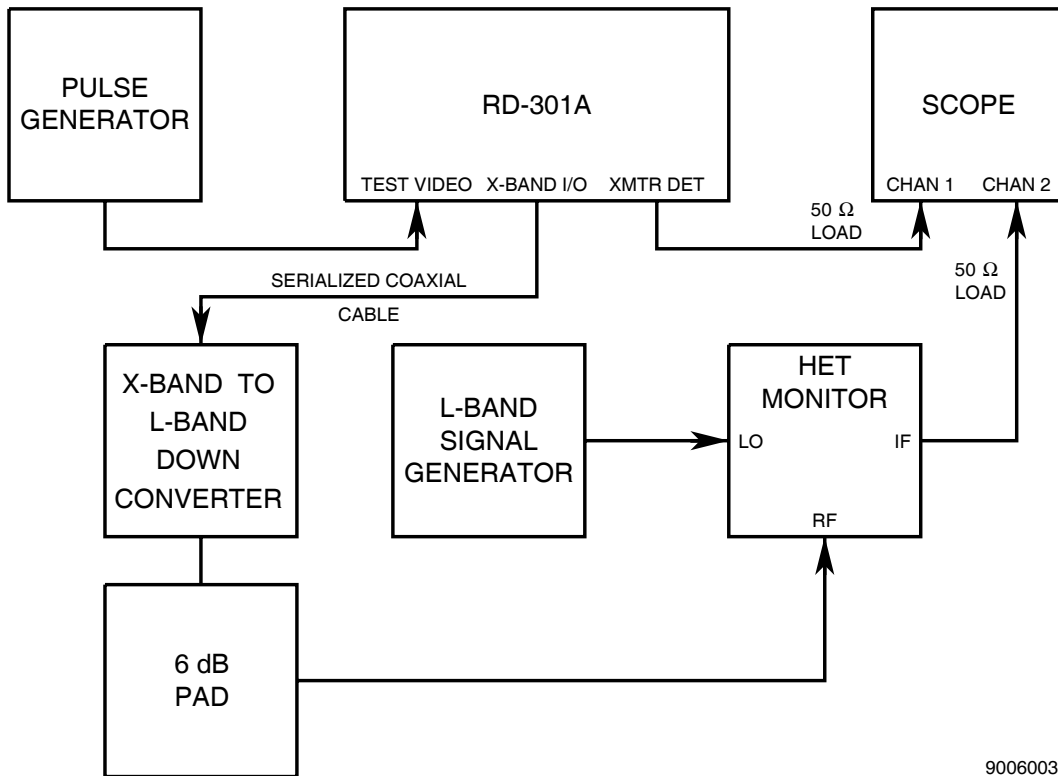 PULSE
GENERATOR
RD-301A
TEST VIDEO X-BAND I/O XMTR DET
SCOPE
CHAN 1 CHAN 2
50 Ω
LOAD
50 Ω
LOAD
SERIALIZED COAXIAL
CABLE
X-BAND TO
L-BAND
DOWN
CONVERTER
L-BAND
SIGNAL
GENERATOR
HET
MONITOR
LO IF
RF
6 dB
PAD
9006003